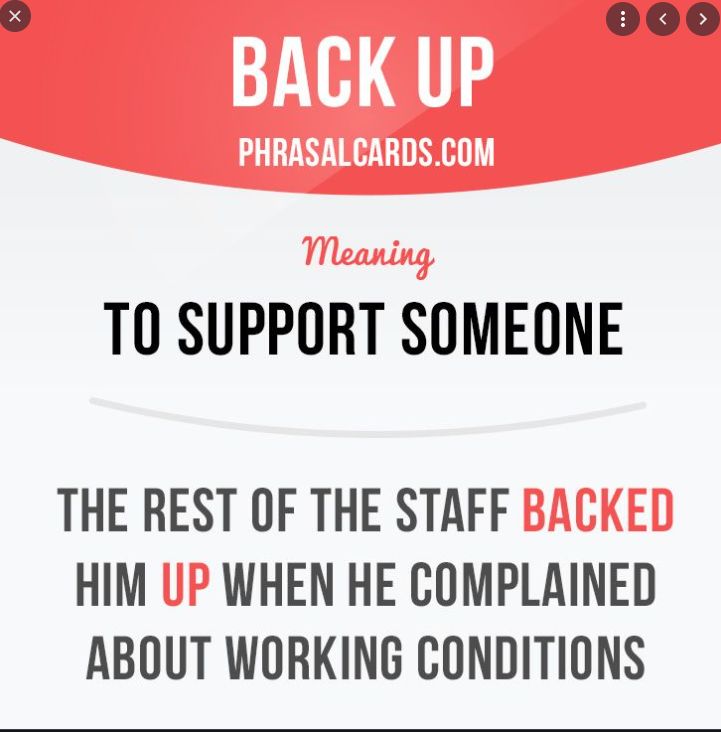 BACK UP
PHRASALCARDS.COM
Meaning
TO SUPPORT SOMEONE
THE REST OF THE STAFF BACKED
HIM UP WHEN HE COMPLAINED
ABOUT WORKING CONDITIONS